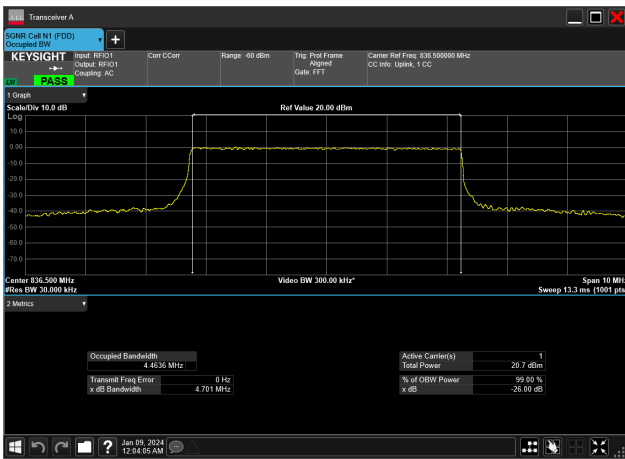 Transceiver A
5GNR Cell N1 (FDD)
Occupied BW
KEYSIGHT
LXI
PASS
Input: RFIO1
Output: RFIO1
Coupling: AC
Corr CCorr
Range: -60 dBm
Trig: Prot Frame
Aligned
Gate: FFT
Carrier Ref Freq: 836.500000 MHz
CC Info: Uplink, 1 CC
1 Graph
Scale/Div 10.0 dB
Ref Value 20.00 dBm
Log
10.0
0.00
-10.0
-20.0
-30.0
-40.0
-50.0
-60.0
-70.0
Center 836.500 MHz
Video BW 300.00 kHz*
Span 10 MHz
#Res BW 30.000 kHz
Sweep 13.3 ms (1001 pts
2 Metrics
Occupied Bandwidth
4.4636 MHz
Active Carrier(s) 1
Total Power 20.7 dBm
Transmit Freq Error 0 Hz
x dB Bandwidth 4.701 MHz
% of OBW Power 99.00 %
x dB -26.00 dB
?
Jan 09, 2024
12:04:05 AM